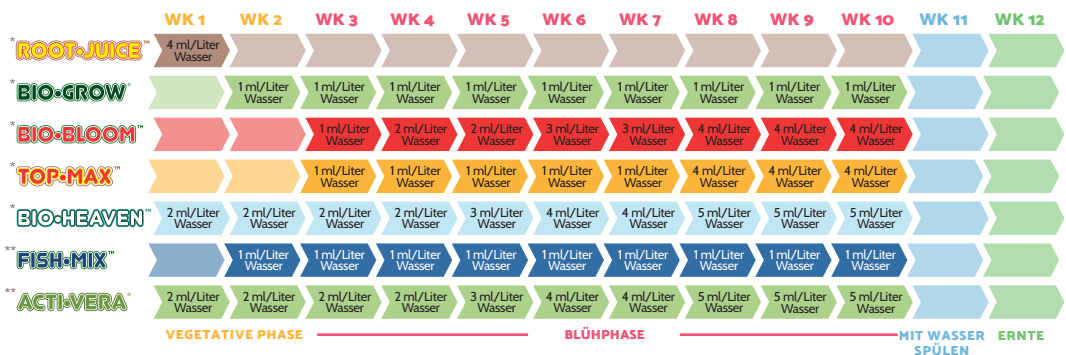 WK 1 WK 2 WK 3 WK 4 WK 5 WK 6 WK 7 WK 8 WK 9 WK 10 WK 11 WK 12
*ROOT•JUICE™ 4 ml/Liter Wasser
*BIO•GROW® 1 ml/Liter Wasser 1 ml/Liter Wasser 1 ml/Liter Wasser 1 ml/Liter Wasser 1 ml/Liter Wasser 1 ml/Liter Wasser 1 ml/Liter Wasser 1 ml/Liter Wasser 1 ml/Liter Wasser
*BIO•BLOOM™ 1 ml/Liter Wasser 2 ml/Liter Wasser 2 ml/Liter Wasser 3 ml/Liter Wasser 3 ml/Liter Wasser 4 ml/Liter Wasser 4 ml/Liter Wasser 4 ml/Liter Wasser
*TOP•MAX™ 1 ml/Liter Wasser 1 ml/Liter Wasser 1 ml/Liter Wasser 1 ml/Liter Wasser 1 ml/Liter Wasser 4 ml/Liter Wasser 4 ml/Liter Wasser 4 ml/Liter Wasser
*BIO•HEAVEN™ 2 ml/Liter Wasser 2 ml/Liter Wasser 2 ml/Liter Wasser 2 ml/Liter Wasser 3 ml/Liter Wasser 4 ml/Liter Wasser 4 ml/Liter Wasser 5 ml/Liter Wasser 5 ml/Liter Wasser 5 ml/Liter Wasser
**FISH•MIX™ 1 ml/Liter Wasser 1 ml/Liter Wasser 1 ml/Liter Wasser 1 ml/Liter Wasser 1 ml/Liter Wasser 1 ml/Liter Wasser 1 ml/Liter Wasser 1 ml/Liter Wasser 1 ml/Liter Wasser
**ACTI•VERA® 2 ml/Liter Wasser 2 ml/Liter Wasser 2 ml/Liter Wasser 2 ml/Liter Wasser 3 ml/Liter Wasser 4 ml/Liter Wasser 4 ml/Liter Wasser 5 ml/Liter Wasser 5 ml/Liter Wasser 5 ml/Liter Wasser
VEGETATIVE PHASE BLÜHPHASE MIT WASSER ERNTE
SPÜLEN